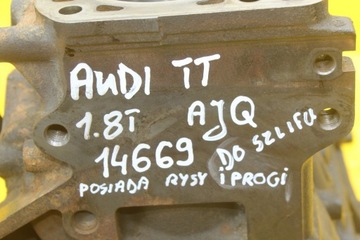 AUDI TT
1.8T AJQ
14669 DO SZLIFU
POSIADA RYSY i PROGI